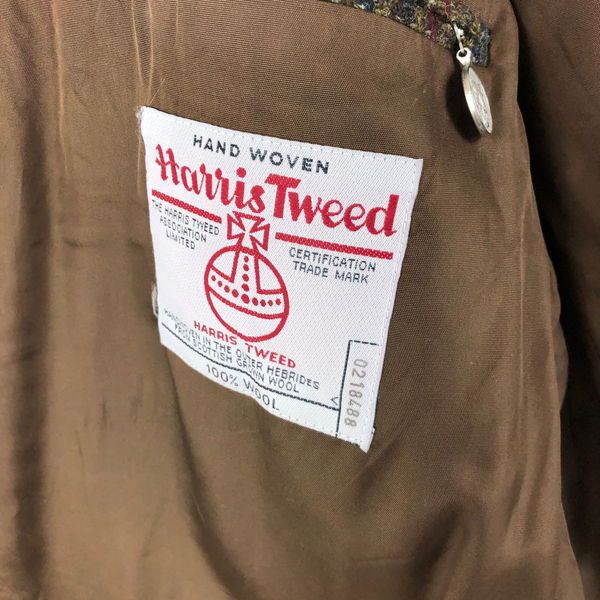 HAND WOVEN
Harris Tweed
THE HARRIS TWEED
ASSOCIATION
LIMITED
CERTIFICATION
TRADE MARK
HARRIS TWEED
HANDWOVEN IN THE OUTER HEBRIDES
FROM SCOTTISH GROWN WOOL
100% WOOL
0218488